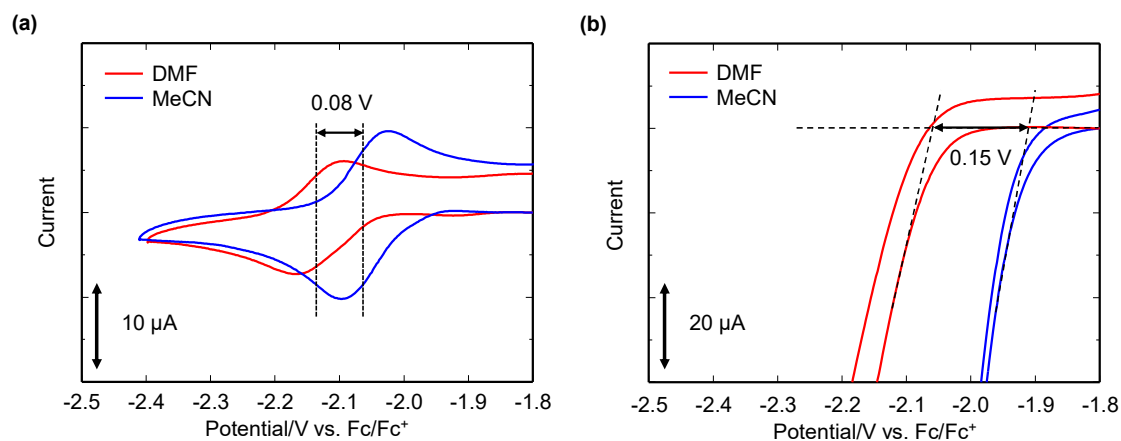 (a)
DMF
MeCN
0.08 V
Current
10 µA
-2.5 -2.4 -2.3 -2.2 -2.1 -2.0 -1.9 -1.8
Potential/V vs. Fc/Fc⁺
(b)
DMF
MeCN
0.15 V
Current
20 µA
-2.5 -2.4 -2.3 -2.2 -2.1 -2.0 -1.9 -1.8
Potential/V vs. Fc/Fc⁺